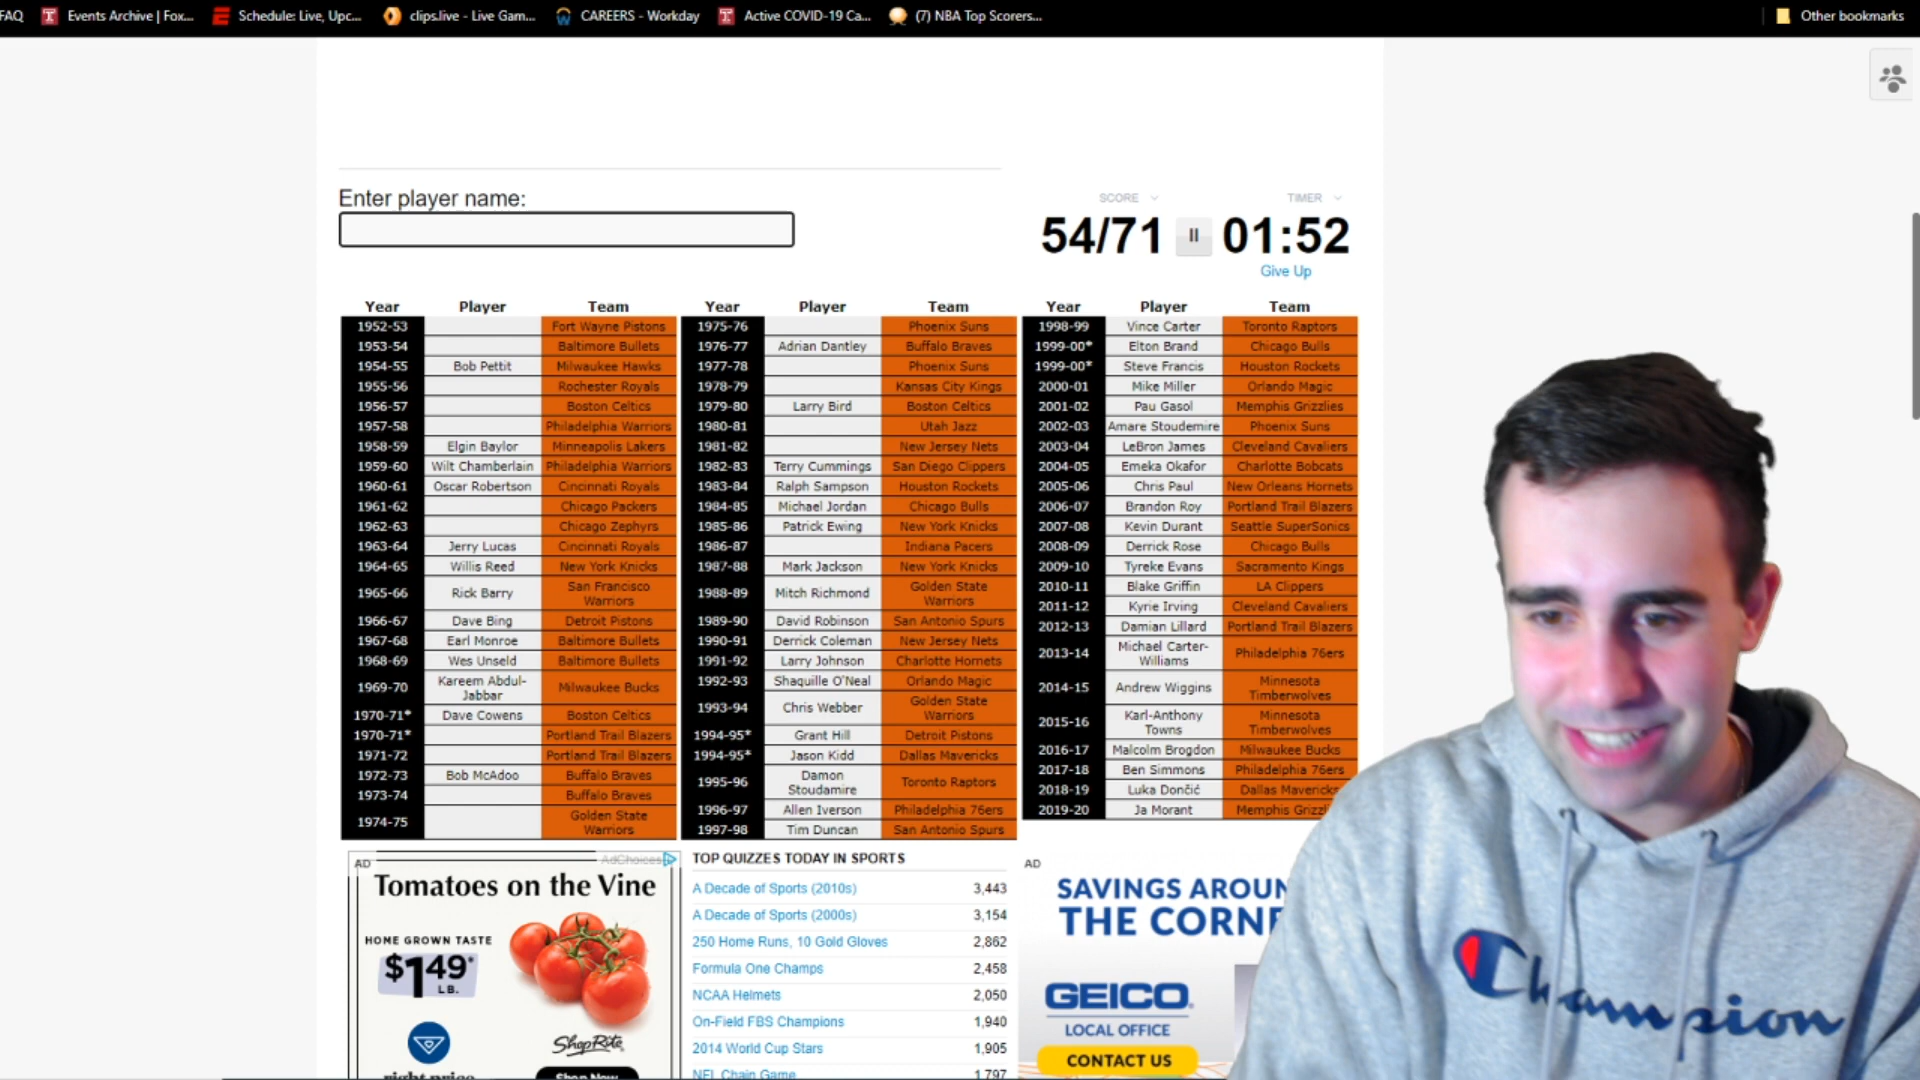 FAQ Events Archive | Fox... Schedule: Live, Upc... clips.live - Live Gam... CAREERS - Workday Active COVID-19 Ca... (7) NBA Top Scorers... Other bookmarks
Enter player name:
SCORE TIMER
54/71 01:52
Give Up
Year Player Team
1952-53 Fort Wayne Pistons
1953-54 Baltimore Bullets
1954-55 Bob Pettit Milwaukee Hawks
1955-56 Rochester Royals
1956-57 Boston Celtics
1957-58 Philadelphia Warriors
1958-59 Elgin Baylor Minneapolis Lakers
1959-60 Wilt Chamberlain Philadelphia Warriors
1960-61 Oscar Robertson Cincinnati Royals
1961-62 Chicago Packers
1962-63 Chicago Zephyrs
1963-64 Jerry Lucas Cincinnati Royals
1964-65 Willis Reed New York Knicks
1965-66 Rick Barry San Francisco
Warriors
1966-67 Dave Bing Detroit Pistons
1967-68 Earl Monroe Baltimore Bullets
1968-69 Wes Unseld Baltimore Bullets
1969-70 Kareem Abdul-
Jabbar Milwaukee Bucks
1970-71* Dave Cowens Boston Celtics
1970-71* Portland Trail Blazers
1971-72 Portland Trail Blazers
1972-73 Bob McAdoo Buffalo Braves
1973-74 Buffalo Braves
1974-75 Golden State
Warriors
Year Player Team
1975-76 Phoenix Suns
1976-77 Adrian Dantley Buffalo Braves
1977-78 Phoenix Suns
1978-79 Kansas City Kings
1979-80 Larry Bird Boston Celtics
1980-81 Utah Jazz
1981-82 New Jersey Nets
1982-83 Terry Cummings San Diego Clippers
1983-84 Ralph Sampson Houston Rockets
1984-85 Michael Jordan Chicago Bulls
1985-86 Patrick Ewing New York Knicks
1986-87 Indiana Pacers
1987-88 Mark Jackson New York Knicks
1988-89 Mitch Richmond Golden State
Warriors
1989-90 David Robinson San Antonio Spurs
1990-91 Derrick Coleman New Jersey Nets
1991-92 Larry Johnson Charlotte Hornets
1992-93 Shaquille O'Neal Orlando Magic
1993-94 Chris Webber Golden State
Warriors
1994-95* Grant Hill Detroit Pistons
1994-95* Jason Kidd Dallas Mavericks
1995-96 Damon
Stoudamire Toronto Raptors
1996-97 Allen Iverson Philadelphia 76ers
1997-98 Tim Duncan San Antonio Spurs
Year Player Team
1998-99 Vince Carter Toronto Raptors
1999-00* Elton Brand Chicago Bulls
1999-00* Steve Francis Houston Rockets
2000-01 Mike Miller Orlando Magic
2001-02 Pau Gasol Memphis Grizzlies
2002-03 Amare Stoudemire Phoenix Suns
2003-04 LeBron James Cleveland Cavaliers
2004-05 Emeka Okafor Charlotte Bobcats
2005-06 Chris Paul New Orleans Hornets
2006-07 Brandon Roy Portland Trail Blazers
2007-08 Kevin Durant Seattle SuperSonics
2008-09 Derrick Rose Chicago Bulls
2009-10 Tyreke Evans Sacramento Kings
2010-11 Blake Griffin LA Clippers
2011-12 Kyrie Irving Cleveland Cavaliers
2012-13 Damian Lillard Portland Trail Blazers
2013-14 Michael Carter-
Williams Philadelphia 76ers
2014-15 Andrew Wiggins Minnesota
Timberwolves
2015-16 Karl-Anthony
Towns Minnesota
Timberwolves
2016-17 Malcolm Brogdon Milwaukee Bucks
2017-18 Ben Simmons Philadelphia 76ers
2018-19 Luka Dončić Dallas Mavericks
2019-20 Ja Morant Memphis Grizzl
AD AdChoices
Tomatoes on the Vine
HOME GROWN TASTE
$1.49*
LB.
ShopRite
right price
Shop Now
TOP QUIZZES TODAY IN SPORTS
A Decade of Sports (2010s) 3,443
A Decade of Sports (2000s) 3,154
250 Home Runs, 10 Gold Gloves 2,862
Formula One Champs 2,458
NCAA Helmets 2,050
On-Field FBS Champions 1,940
2014 World Cup Stars 1,905
NFL Chain Game 1,797
AD
SAVINGS AROUN
THE CORNE
GEICO
LOCAL OFFICE
CONTACT US
Champion